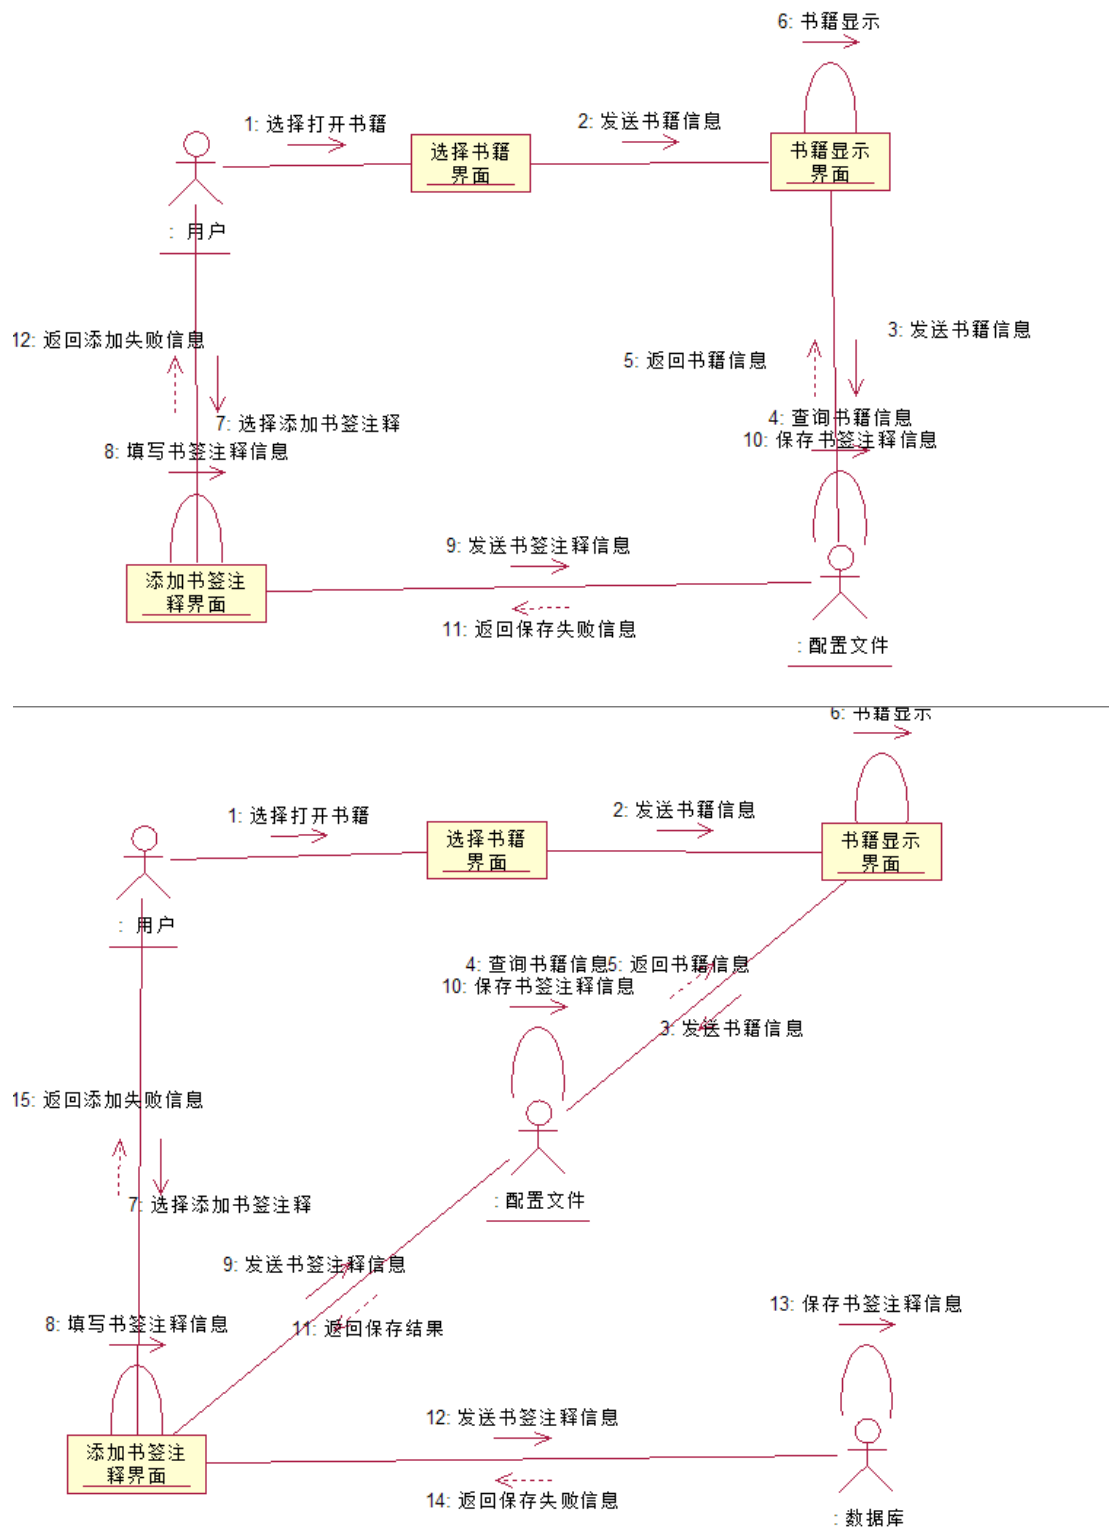 6: 书籍显示
1: 选择打开书籍
2: 发送书籍信息
选择书籍
界面
书籍显示
界面
: 用户
12: 返回添加失败信息
3: 发送书籍信息
5: 返回书籍信息
7: 选择添加书签注释
4: 查询书籍信息
10: 保存书签注释信息
8: 填写书签注释信息
9: 发送书签注释信息
添加书签注
释界面
11: 返回保存失败信息
: 配置文件
6: 书籍显示
1: 选择打开书籍
2: 发送书籍信息
选择书籍
界面
书籍显示
界面
: 用户
4: 查询书籍信息
5: 返回书籍信息
10: 保存书签注释信息
3: 发送书籍信息
15: 返回添加失败信息
7: 选择添加书签注释
: 配置文件
9: 发送书签注释信息
13: 保存书签注释信息
8: 填写书签注释信息
11: 返回保存结果
12: 发送书签注释信息
添加书签注
释界面
14: 返回保存失败信息
: 数据库